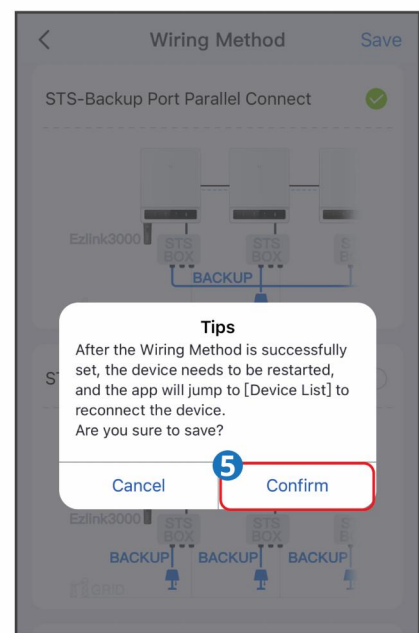 Wiring Method
Save
STS-Backup Port Parallel Connect
Ezlink3000
STS
BOX
STS
BOX
BACKUP
Tips
After the Wiring Method is successfully
set, the device needs to be restarted,
and the app will jump to [Device List] to
reconnect the device.
Are you sure to save?
5
Cancel
Confirm
Ezlink3000
STS
BOX
STS
BOX
BACKUP
BACKUP
BACKUP
GRID